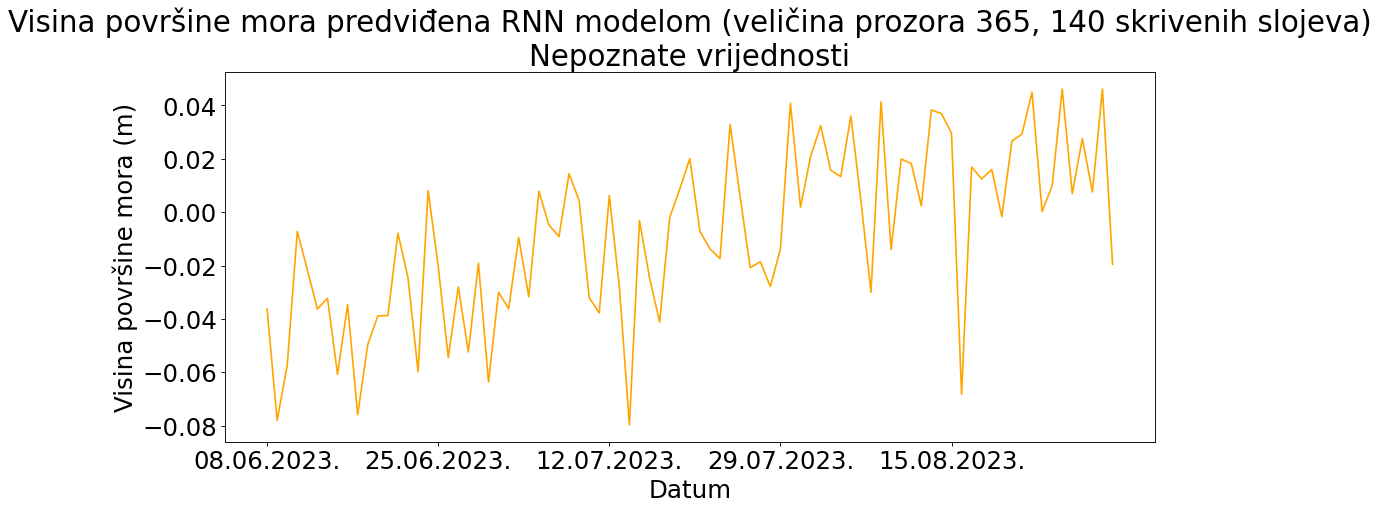 Visina površine mora predviđena RNN modelom (veličina prozora 365, 140 skrivenih slojeva)
Nepoznate vrijednosti
Visina površine mora (m)
0.04
0.02
0.00
−0.02
−0.04
−0.06
−0.08
08.06.2023. 25.06.2023. 12.07.2023. 29.07.2023. 15.08.2023.
Datum